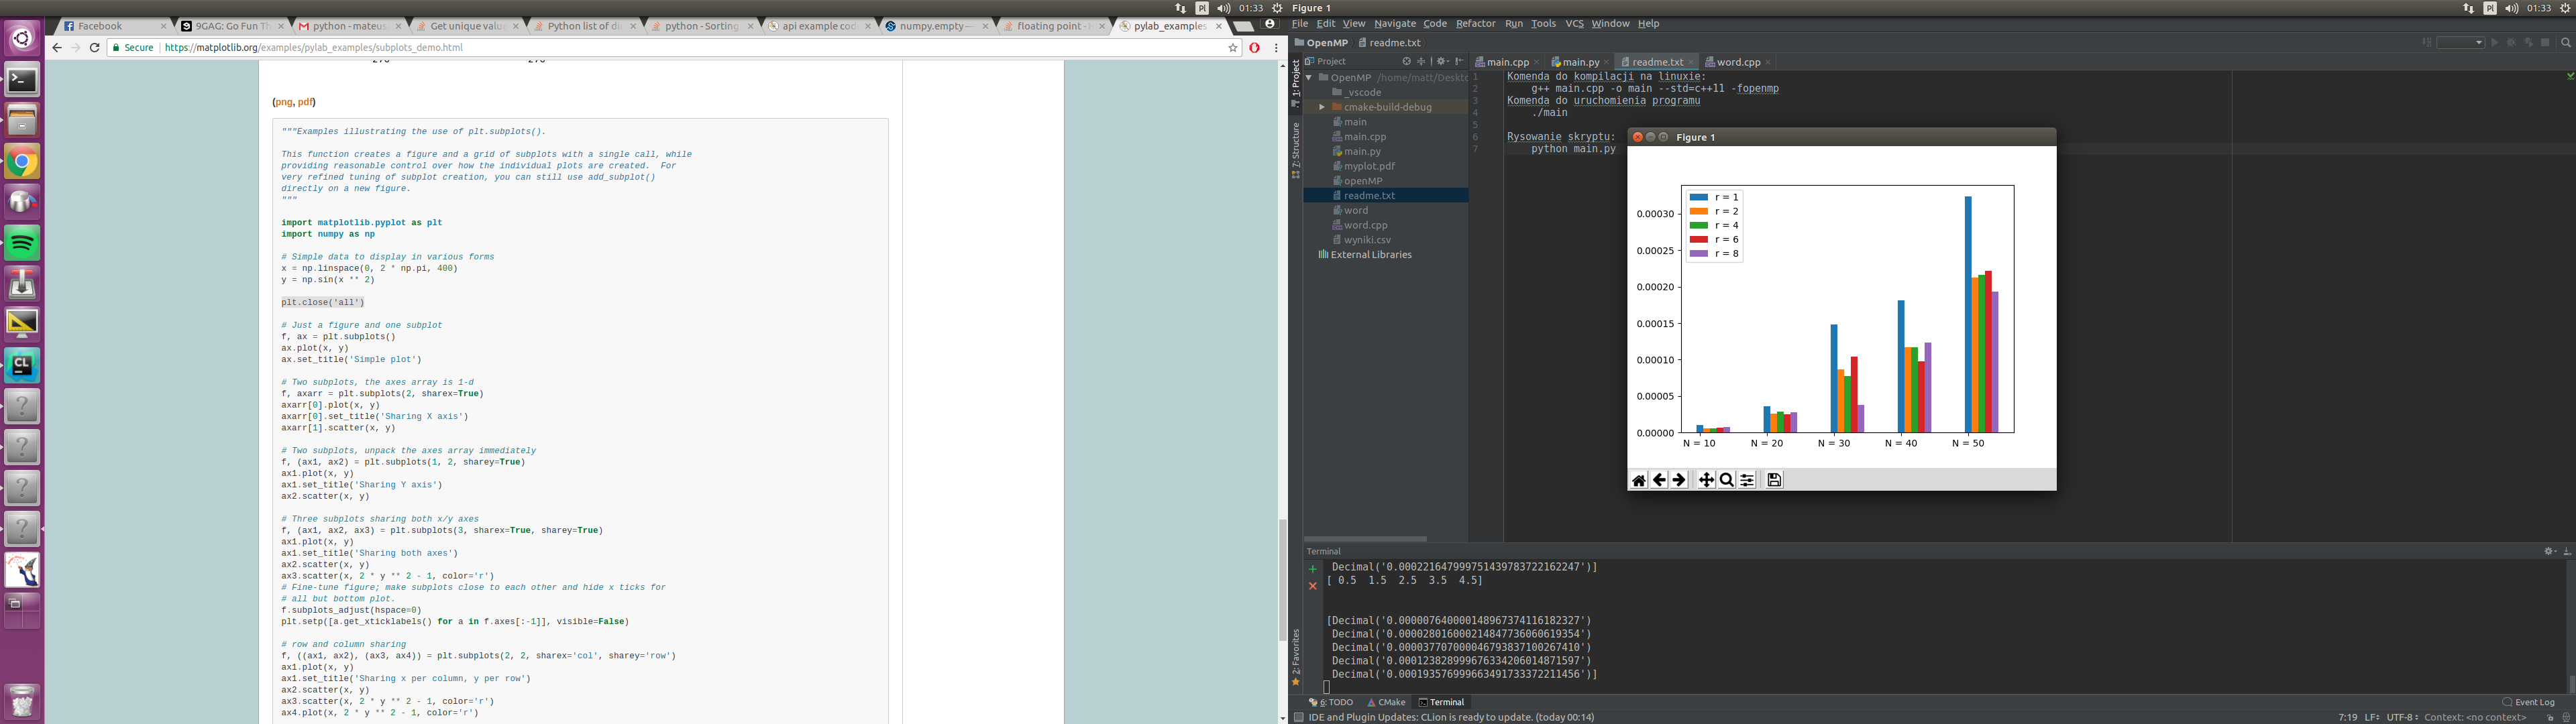 Pl 01:33 Figure 1 Pl 01:33
Facebook 9GAG: Go Fun Th python - mateus Get unique value Python list of dic python - Sorting api example cod numpy.empty — floating point - pylab_examples
Secure https://matplotlib.org/examples/pylab_examples/subplots_demo.html
(png, pdf)
"""Examples illustrating the use of plt.subplots().
This function creates a figure and a grid of subplots with a single call, while
providing reasonable control over how the individual plots are created. For
very refined tuning of subplot creation, you can still use add_subplot()
directly on a new figure.
"""
import matplotlib.pyplot as plt
import numpy as np
# Simple data to display in various forms
x = np.linspace(0, 2 * np.pi, 400)
y = np.sin(x ** 2)
plt.close('all')
# Just a figure and one subplot
f, ax = plt.subplots()
ax.plot(x, y)
ax.set_title('Simple plot')
# Two subplots, the axes array is 1-d
f, axarr = plt.subplots(2, sharex=True)
axarr[0].plot(x, y)
axarr[0].set_title('Sharing X axis')
axarr[1].scatter(x, y)
# Two subplots, unpack the axes array immediately
f, (ax1, ax2) = plt.subplots(1, 2, sharey=True)
ax1.plot(x, y)
ax1.set_title('Sharing Y axis')
ax2.scatter(x, y)
# Three subplots sharing both x/y axes
f, (ax1, ax2, ax3) = plt.subplots(3, sharex=True, sharey=True)
ax1.plot(x, y)
ax1.set_title('Sharing both axes')
ax2.scatter(x, y)
ax3.scatter(x, 2 * y ** 2 - 1, color='r')
# Fine-tune figure; make subplots close to each other and hide x ticks for
# all but bottom plot.
f.subplots_adjust(hspace=0)
plt.setp([a.get_xticklabels() for a in f.axes[:-1]], visible=False)
# row and column sharing
f, ((ax1, ax2), (ax3, ax4)) = plt.subplots(2, 2, sharex='col', sharey='row')
ax1.plot(x, y)
ax1.set_title('Sharing x per column, y per row')
ax2.scatter(x, y)
ax3.scatter(x, 2 * y ** 2 - 1, color='r')
ax4.plot(x, 2 * y ** 2 - 1, color='r')
File Edit View Navigate Code Refactor Run Tools VCS Window Help
OpenMP readme.txt
1: Project
7: Structure
2: Favorites
Project
OpenMP /home/matt/Deskto
_vscode
cmake-build-debug
main
main.cpp
main.py
myplot.pdf
openMP
readme.txt
word
word.cpp
wyniki.csv
External Libraries
main.cpp main.py readme.txt word.cpp
1 Komenda do kompilacji na linuxie:
2 g++ main.cpp -o main --std=c++11 -fopenmp
3 Komenda do uruchomienia programu
4 ./main
5
6 Rysowanie skryptu:
7 python main.py
Figure 1
r = 1
r = 2
r = 4
r = 6
r = 8
0.00030
0.00025
0.00020
0.00015
0.00010
0.00005
0.00000
N = 10 N = 20 N = 30 N = 40 N = 50
Terminal
Decimal('0.0002216479997514397837221622​47')]
[ 0.5 1.5 2.5 3.5 4.5]
[Decimal('0.000007640000148967374116182327')
Decimal('0.000028016000214847736060619354')
Decimal('0.000037707000046793837100267410')
Decimal('0.000123828999676334206014871597')
Decimal('0.000193576999663491733372211456')]
6: TODO CMake Terminal Event Log
IDE and Plugin Updates: CLion is ready to update. (today 00:14) 7:19 LF÷ UTF-8÷ Context: <no context>